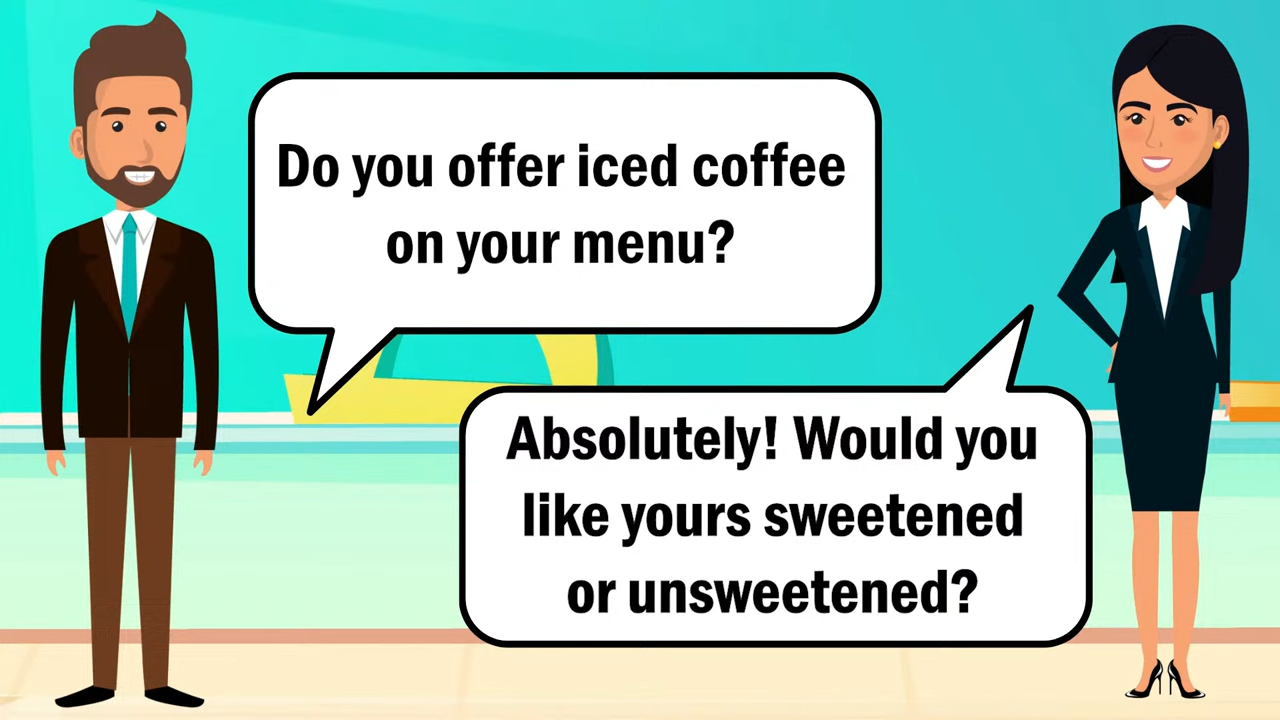 Do you offer iced coffee
on your menu?
Absolutely! Would you
like yours sweetened
or unsweetened?